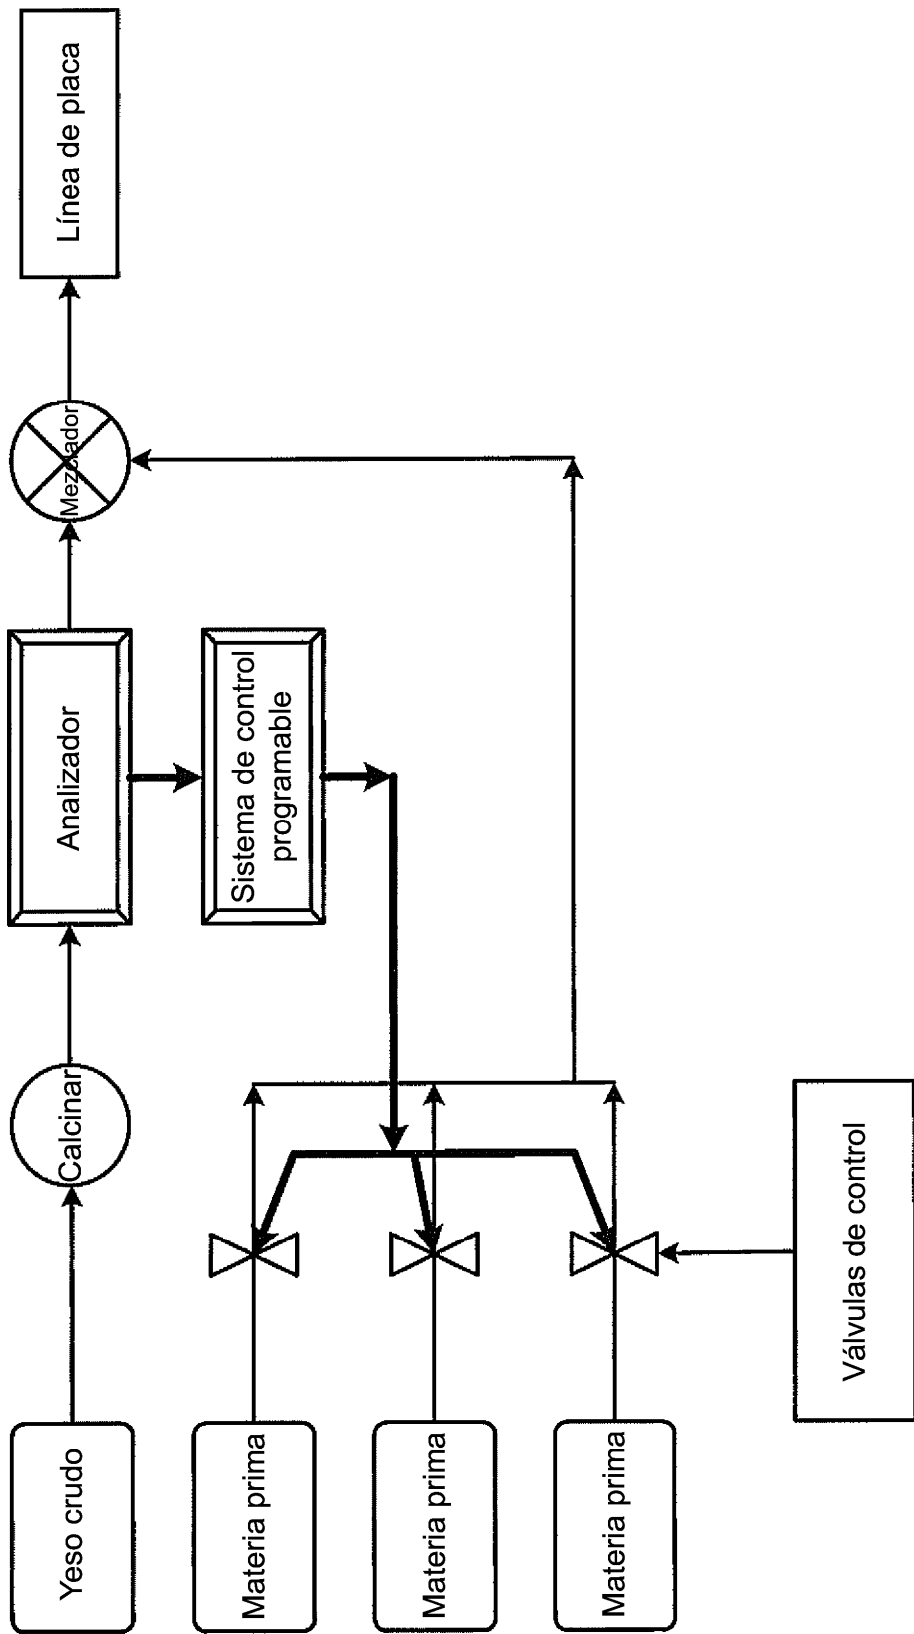 Yeso crudo
Calcinar
Analizador
Mezclador
Línea de placa
Sistema de control
programable
Materia prima
Materia prima
Materia prima
Válvulas de control